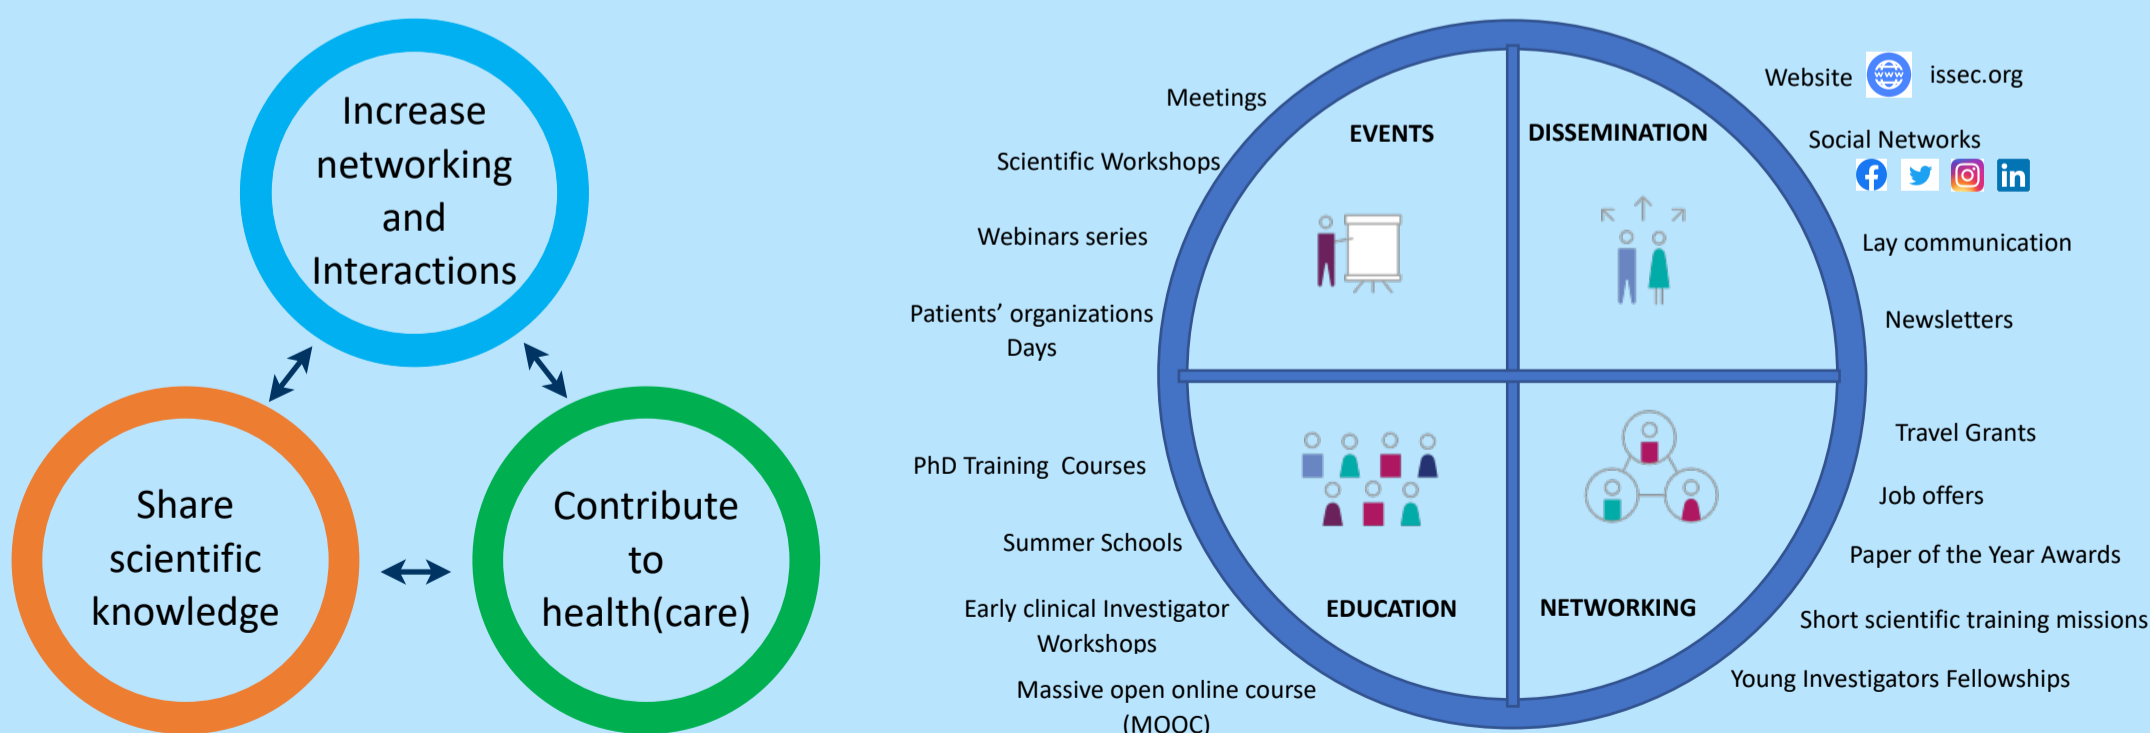 Increase
networking
and
Interactions
Share
scientific
knowledge
Contribute
to
health(care)
Meetings
Scientific Workshops
Webinars series
Patients’ organizations
Days
EVENTS
DISSEMINATION
Website www issec.org
Social Networks
f in
Lay communication
Newsletters
PhD Training Courses
Summer Schools
Early clinical Investigator
Workshops
Massive open online course
(MOOC)
EDUCATION
NETWORKING
Travel Grants
Job offers
Paper of the Year Awards
Short scientific training missions
Young Investigators Fellowships